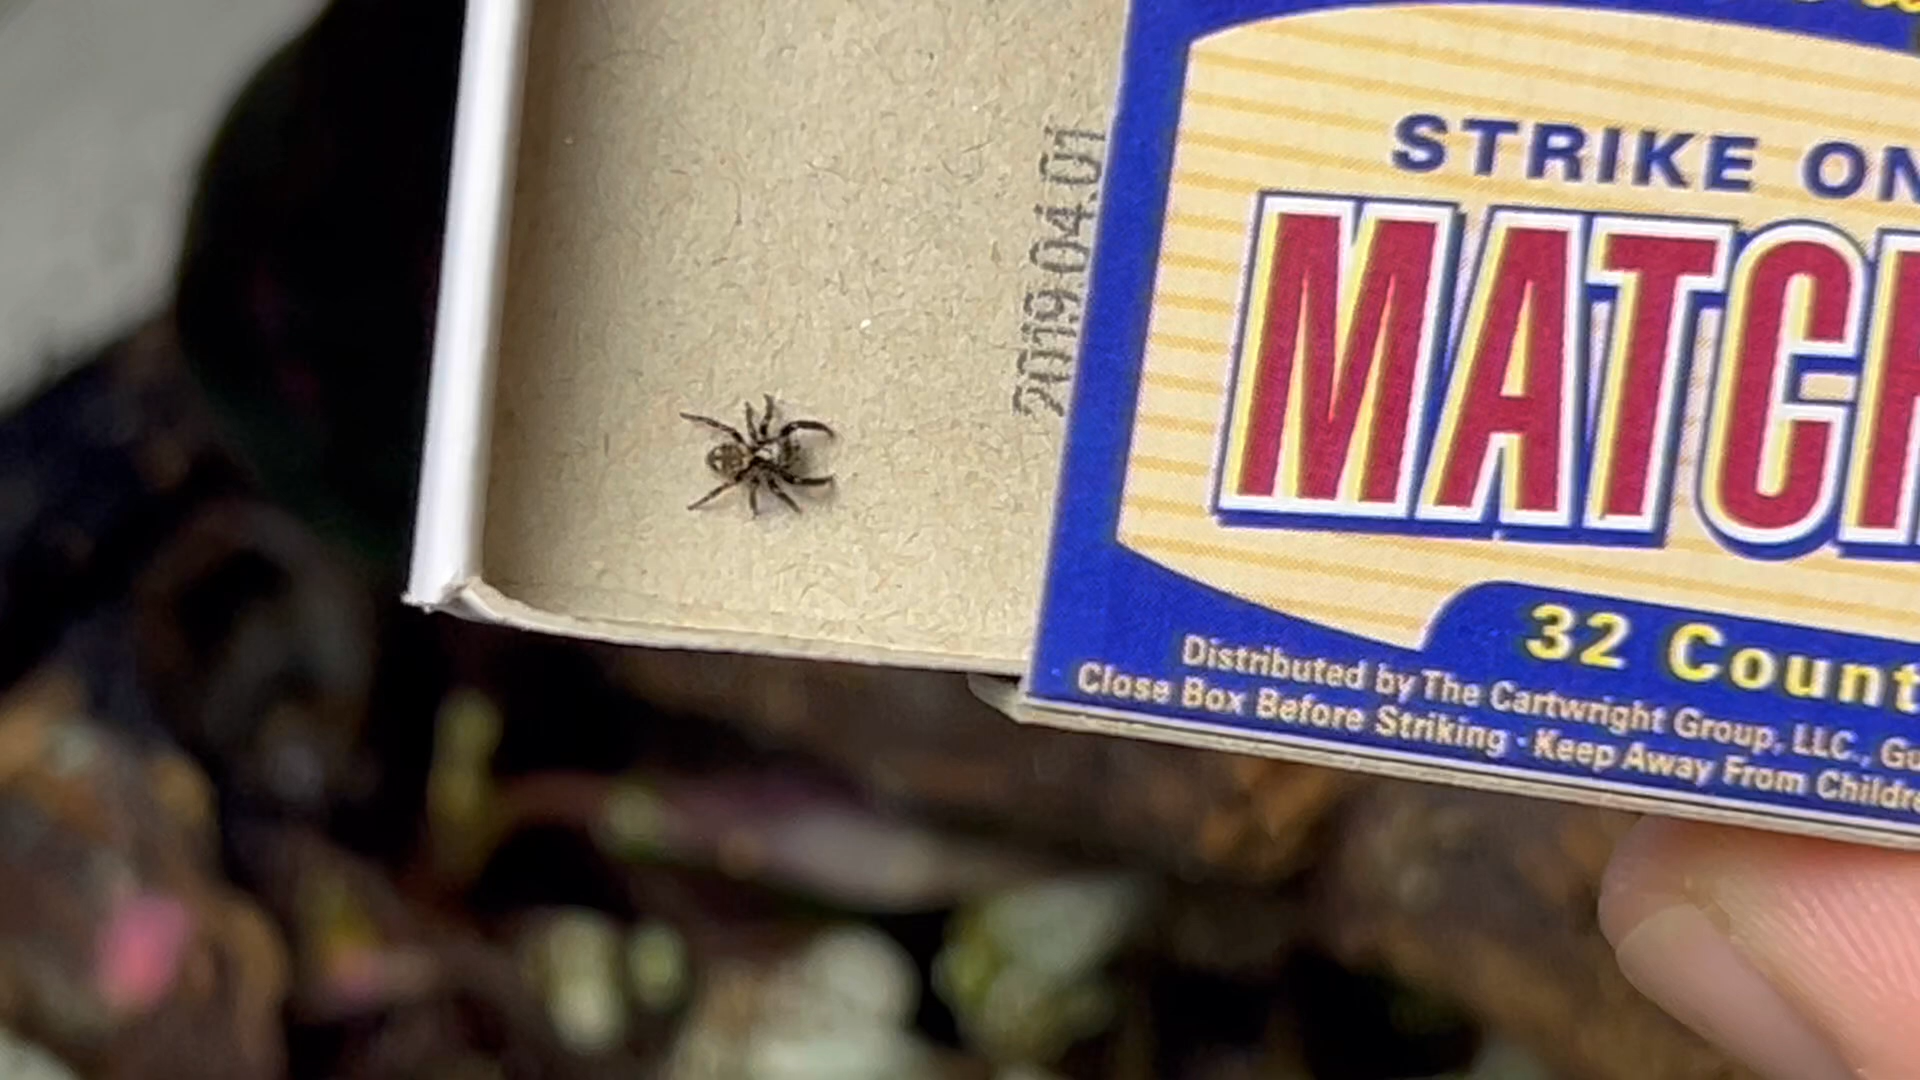 2019.04.01
STRIKE ON
MATCH
32 Count
Distributed by The Cartwright Group, LLC., Gu
Close Box Before Striking · Keep Away From Childre